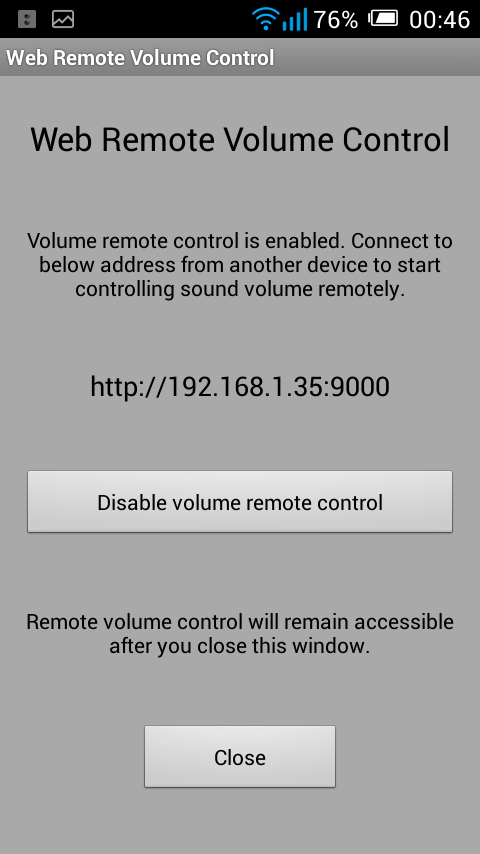 76% 00:46
Web Remote Volume Control
Web Remote Volume Control
Volume remote control is enabled. Connect to
below address from another device to start
controlling sound volume remotely.
http://192.168.1.35:9000
Disable volume remote control
Remote volume control will remain accessible
after you close this window.
Close